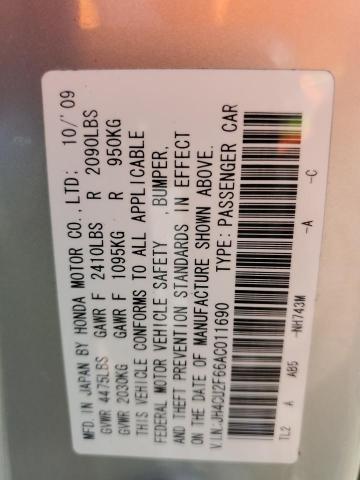 MFD. IN JAPAN BY HONDA MOTOR CO., LTD: 10/'09
GVWR 4475LBS GAWR F 2410LBS R 2090LBS
GVWR 2030KG GAWR F 1095KG R 950KG
THIS VEHICLE CONFORMS TO ALL APPLICABLE
FEDERAL MOTOR VEHICLE SAFETY, BUMPER,
AND THEFT PREVENTION STANDARDS IN EFFECT
ON THE DATE OF MANUFACTURE SHOWN ABOVE.
V.I.N.:JH4CU2F66AC011690 TYPE: PASSENGER CAR
TL2 A AB5 -NH743M -A -C